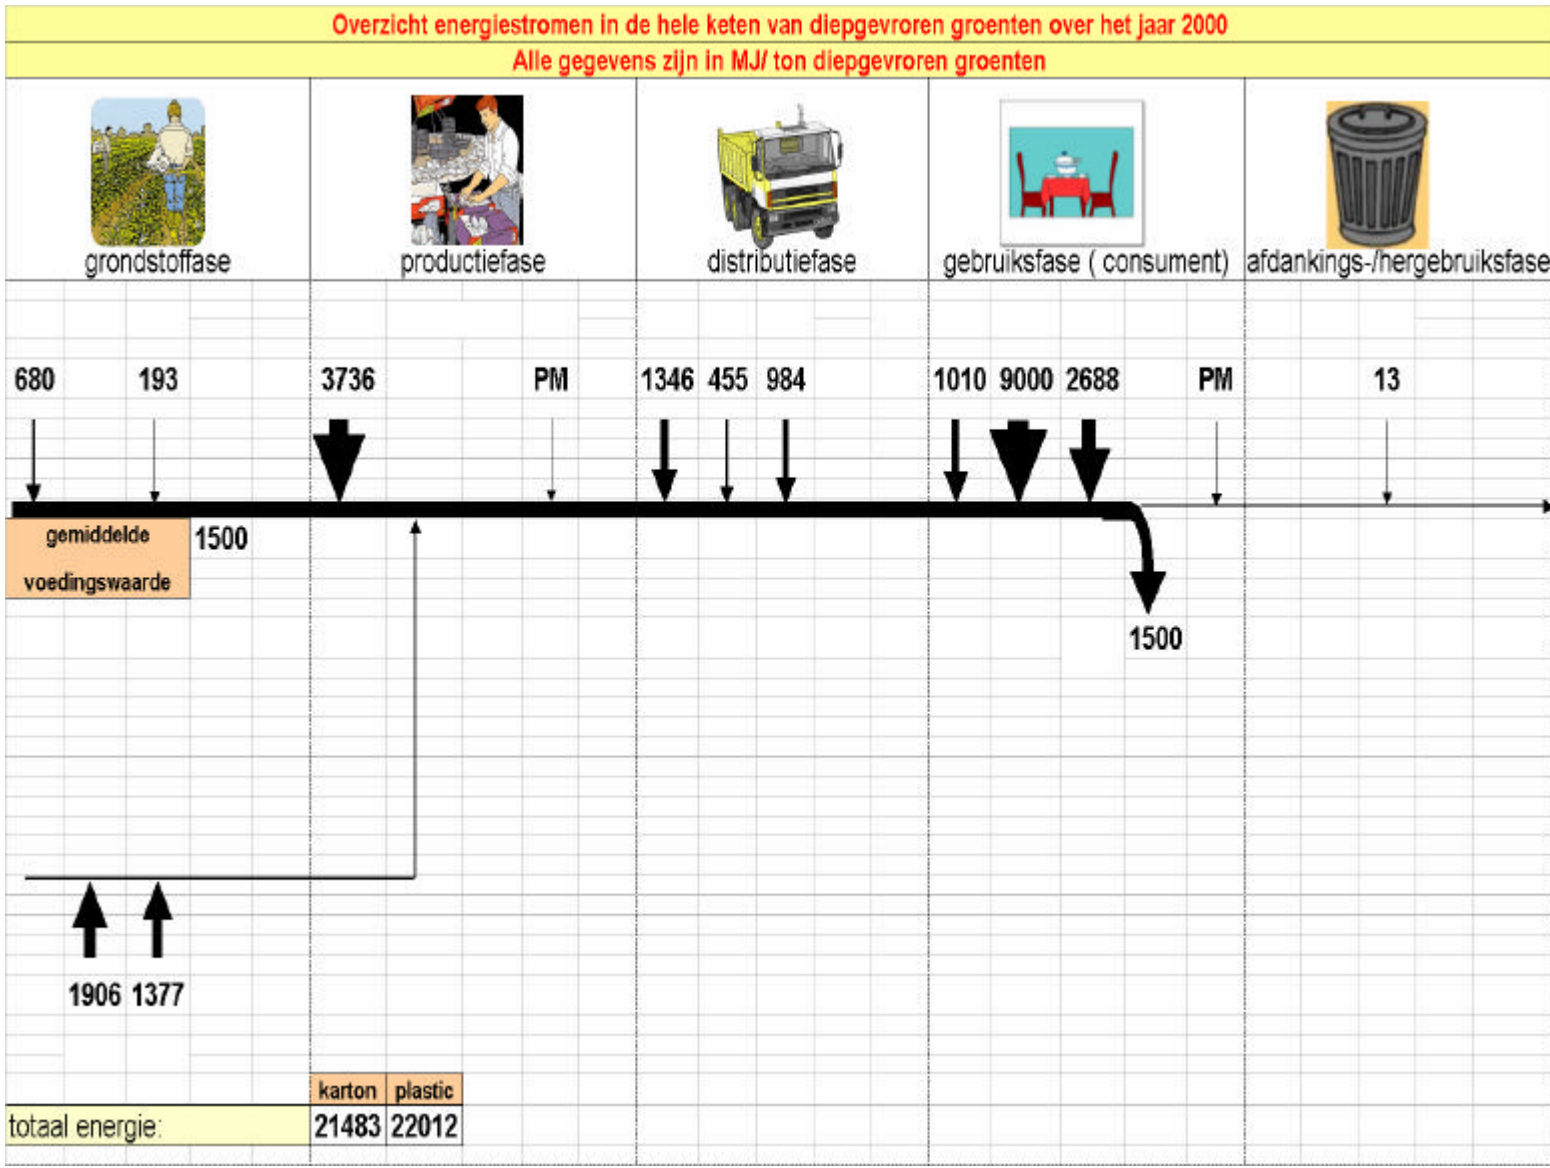 Overzicht energiestromen in de hele keten van diepgevroren groenten over het jaar 2000
Alle gegevens zijn in MJ/ ton diepgevroren groenten
grondstoffase
productiefase
distributiefase
gebruiksfase ( consument)
afdankings-/hergebruiksfase
680 193 3736 PM 1346 455 984 1010 9000 2688 PM 13
gemiddelde
voedingswaarde
1500
1500
1906 1377
karton plastic
totaal energie: 21483 22012